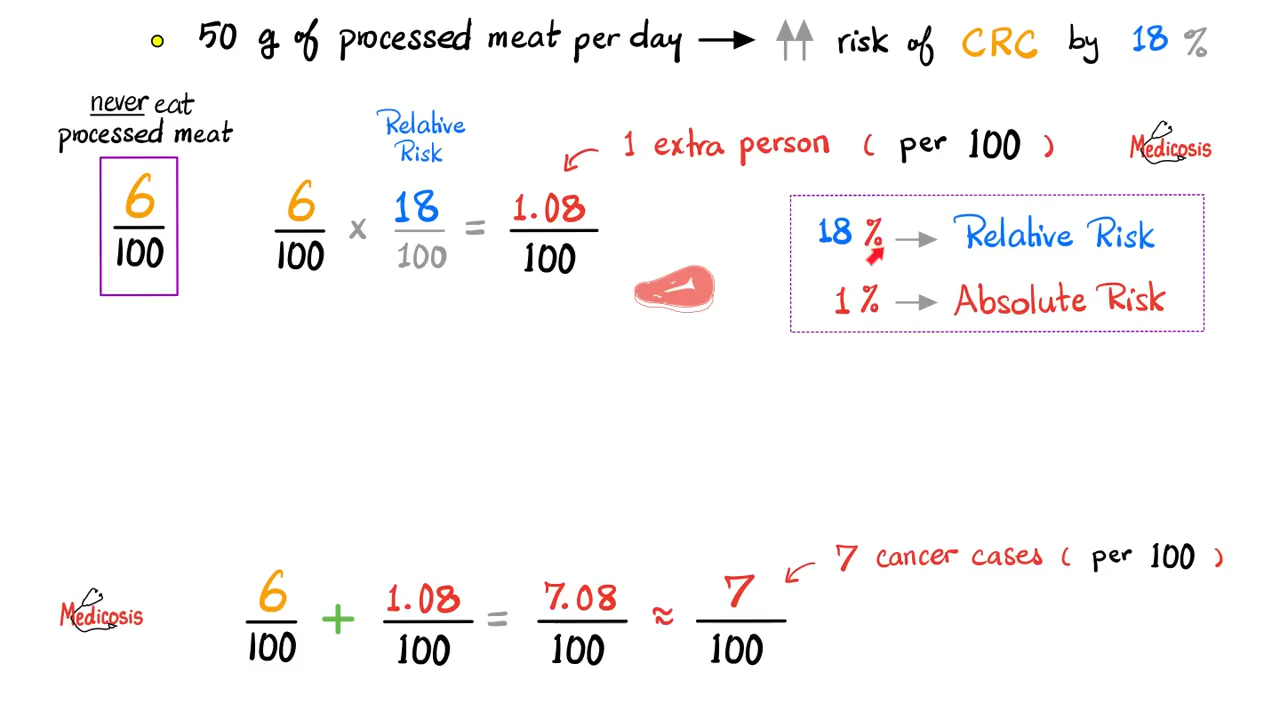 50 g of processed meat per day → ↑↑ risk of CRC by 18 %
never eat
processed meat
6
100
6
100
×
Relative
Risk
18
100
=
1.08
100
1 extra person ( per 100 )
Medicosis
18 % → Relative Risk
1 % → Absolute Risk
7 cancer cases ( per 100 )
Medicosis
6
100
+
1.08
100
=
7.08
100
≈
7
100